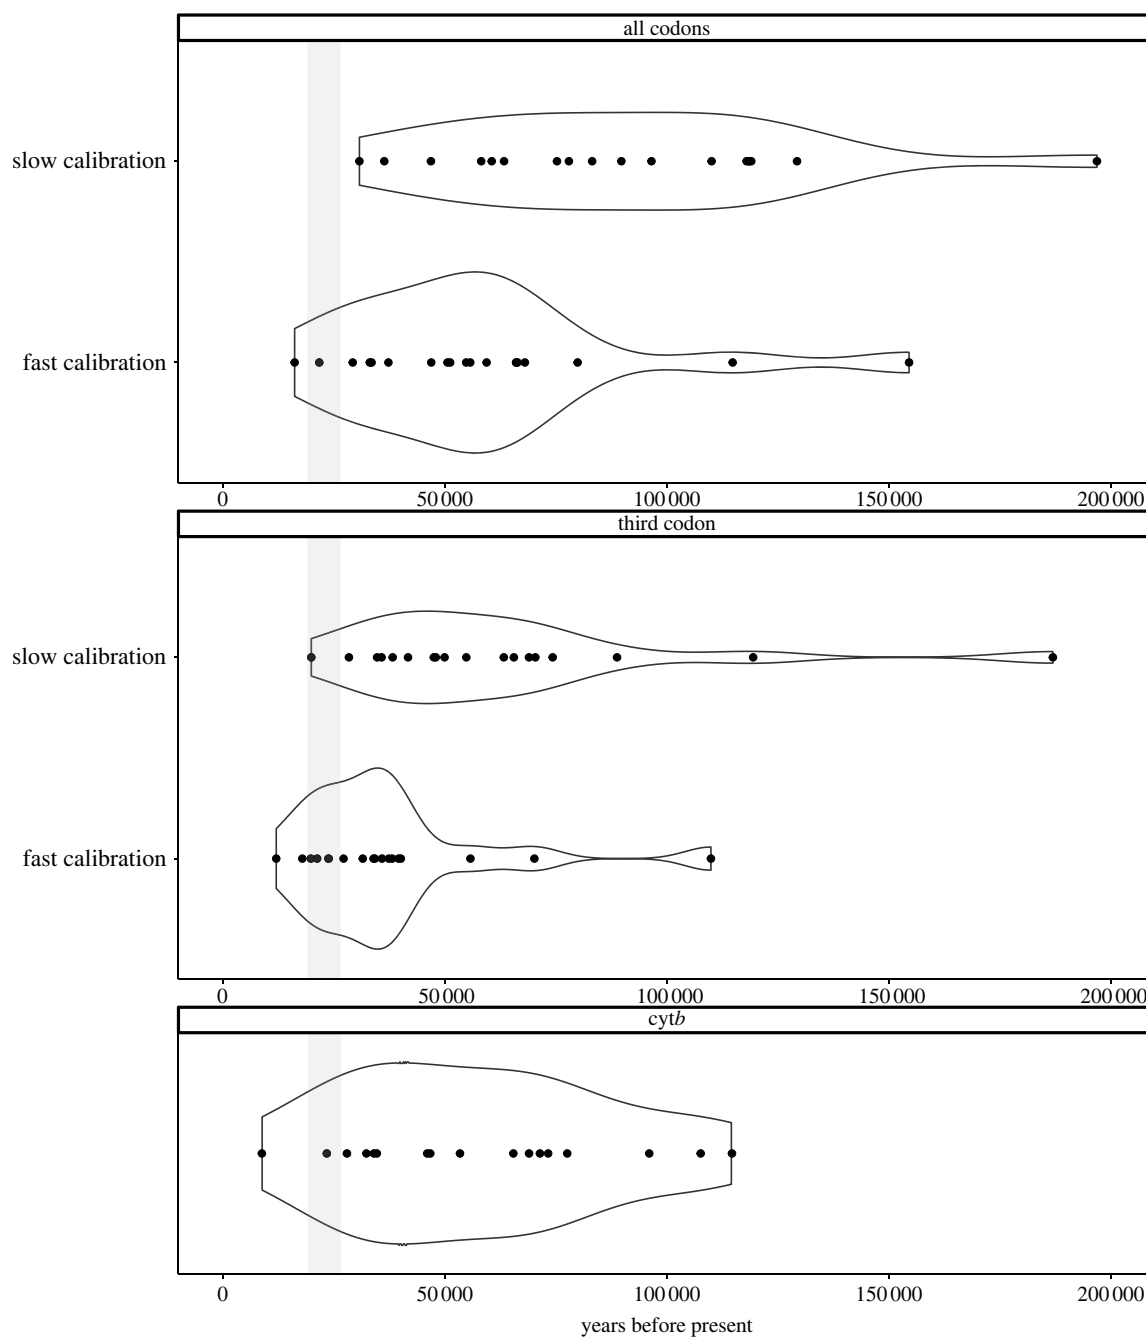 all codons
slow calibration
fast calibration
0 50 000 100 000 150 000 200 000
third codon
slow calibration
fast calibration
0 50 000 100 000 150 000 200 000
cytb
0 50 000 100 000 150 000 200 000
years before present